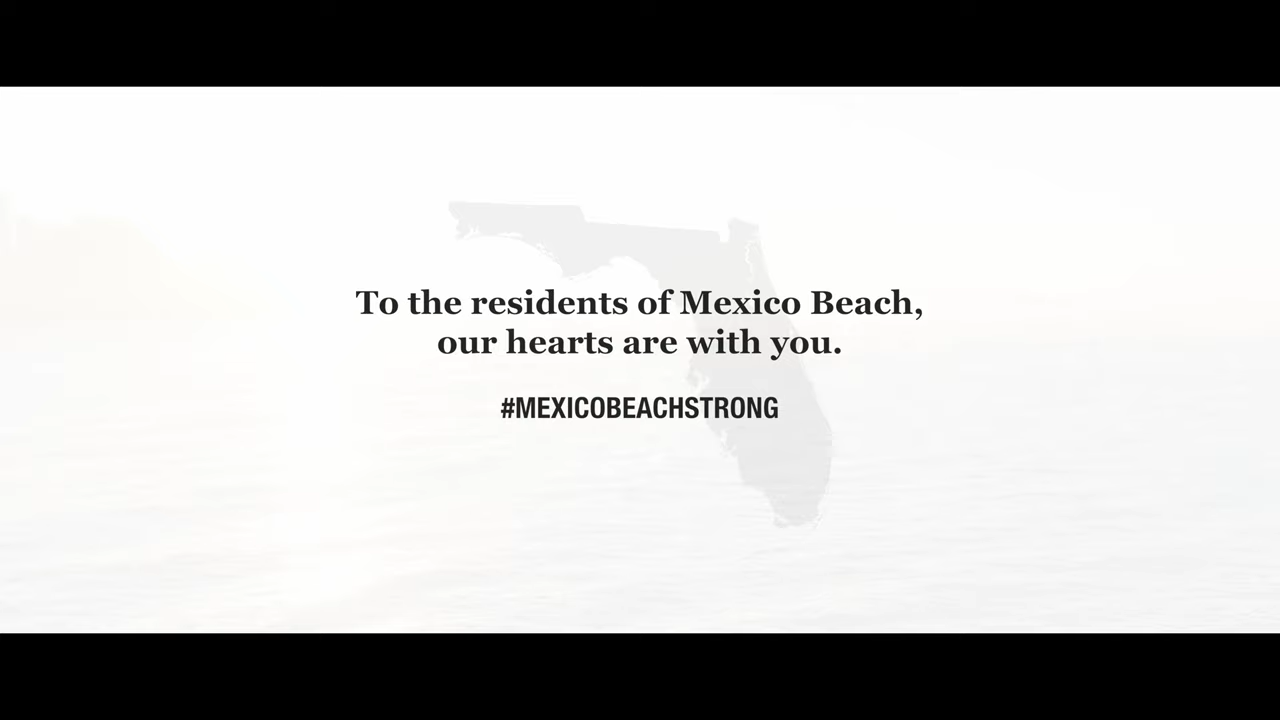 To the residents of Mexico Beach,
our hearts are with you.
#MEXICOBEACHSTRONG